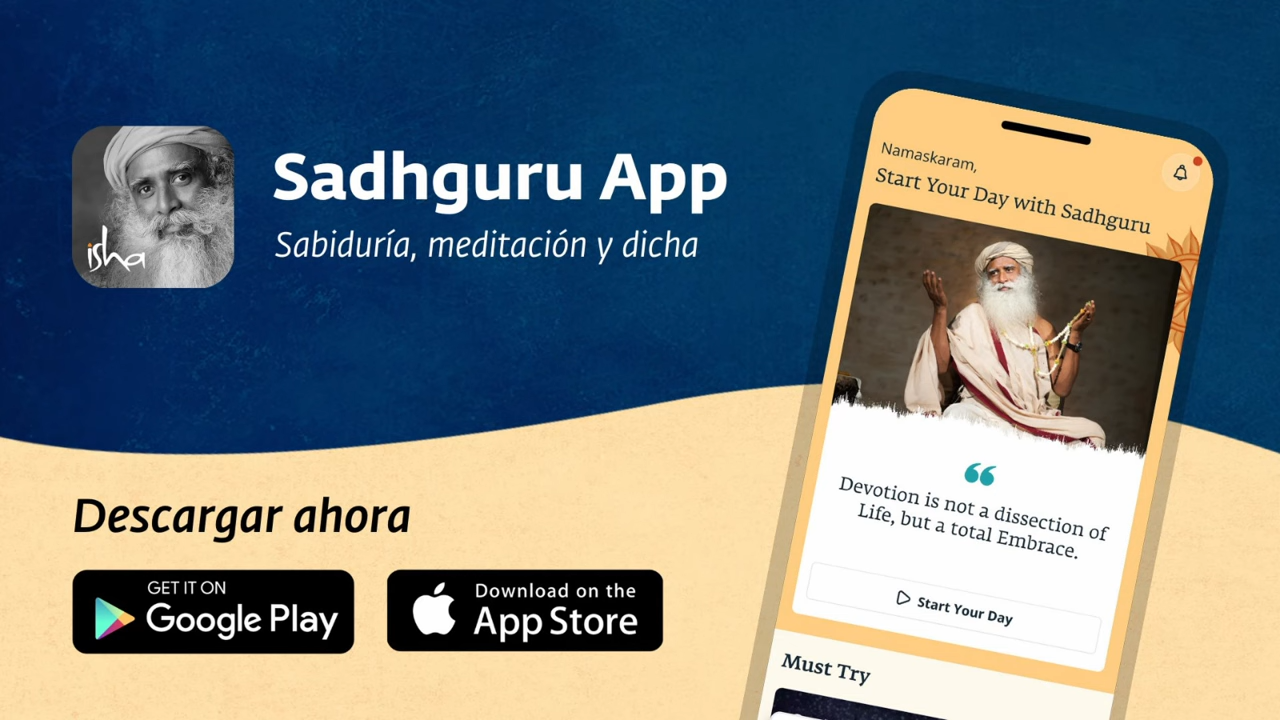 isha
Sadhguru App
Sabiduría, meditación y dicha
Descargar ahora
GET IT ON
Google Play
Download on the
App Store
Namaskaram,
Start Your Day with Sadhguru
Devotion is not a dissection of
Life, but a total Embrace.
Start Your Day
Must Try